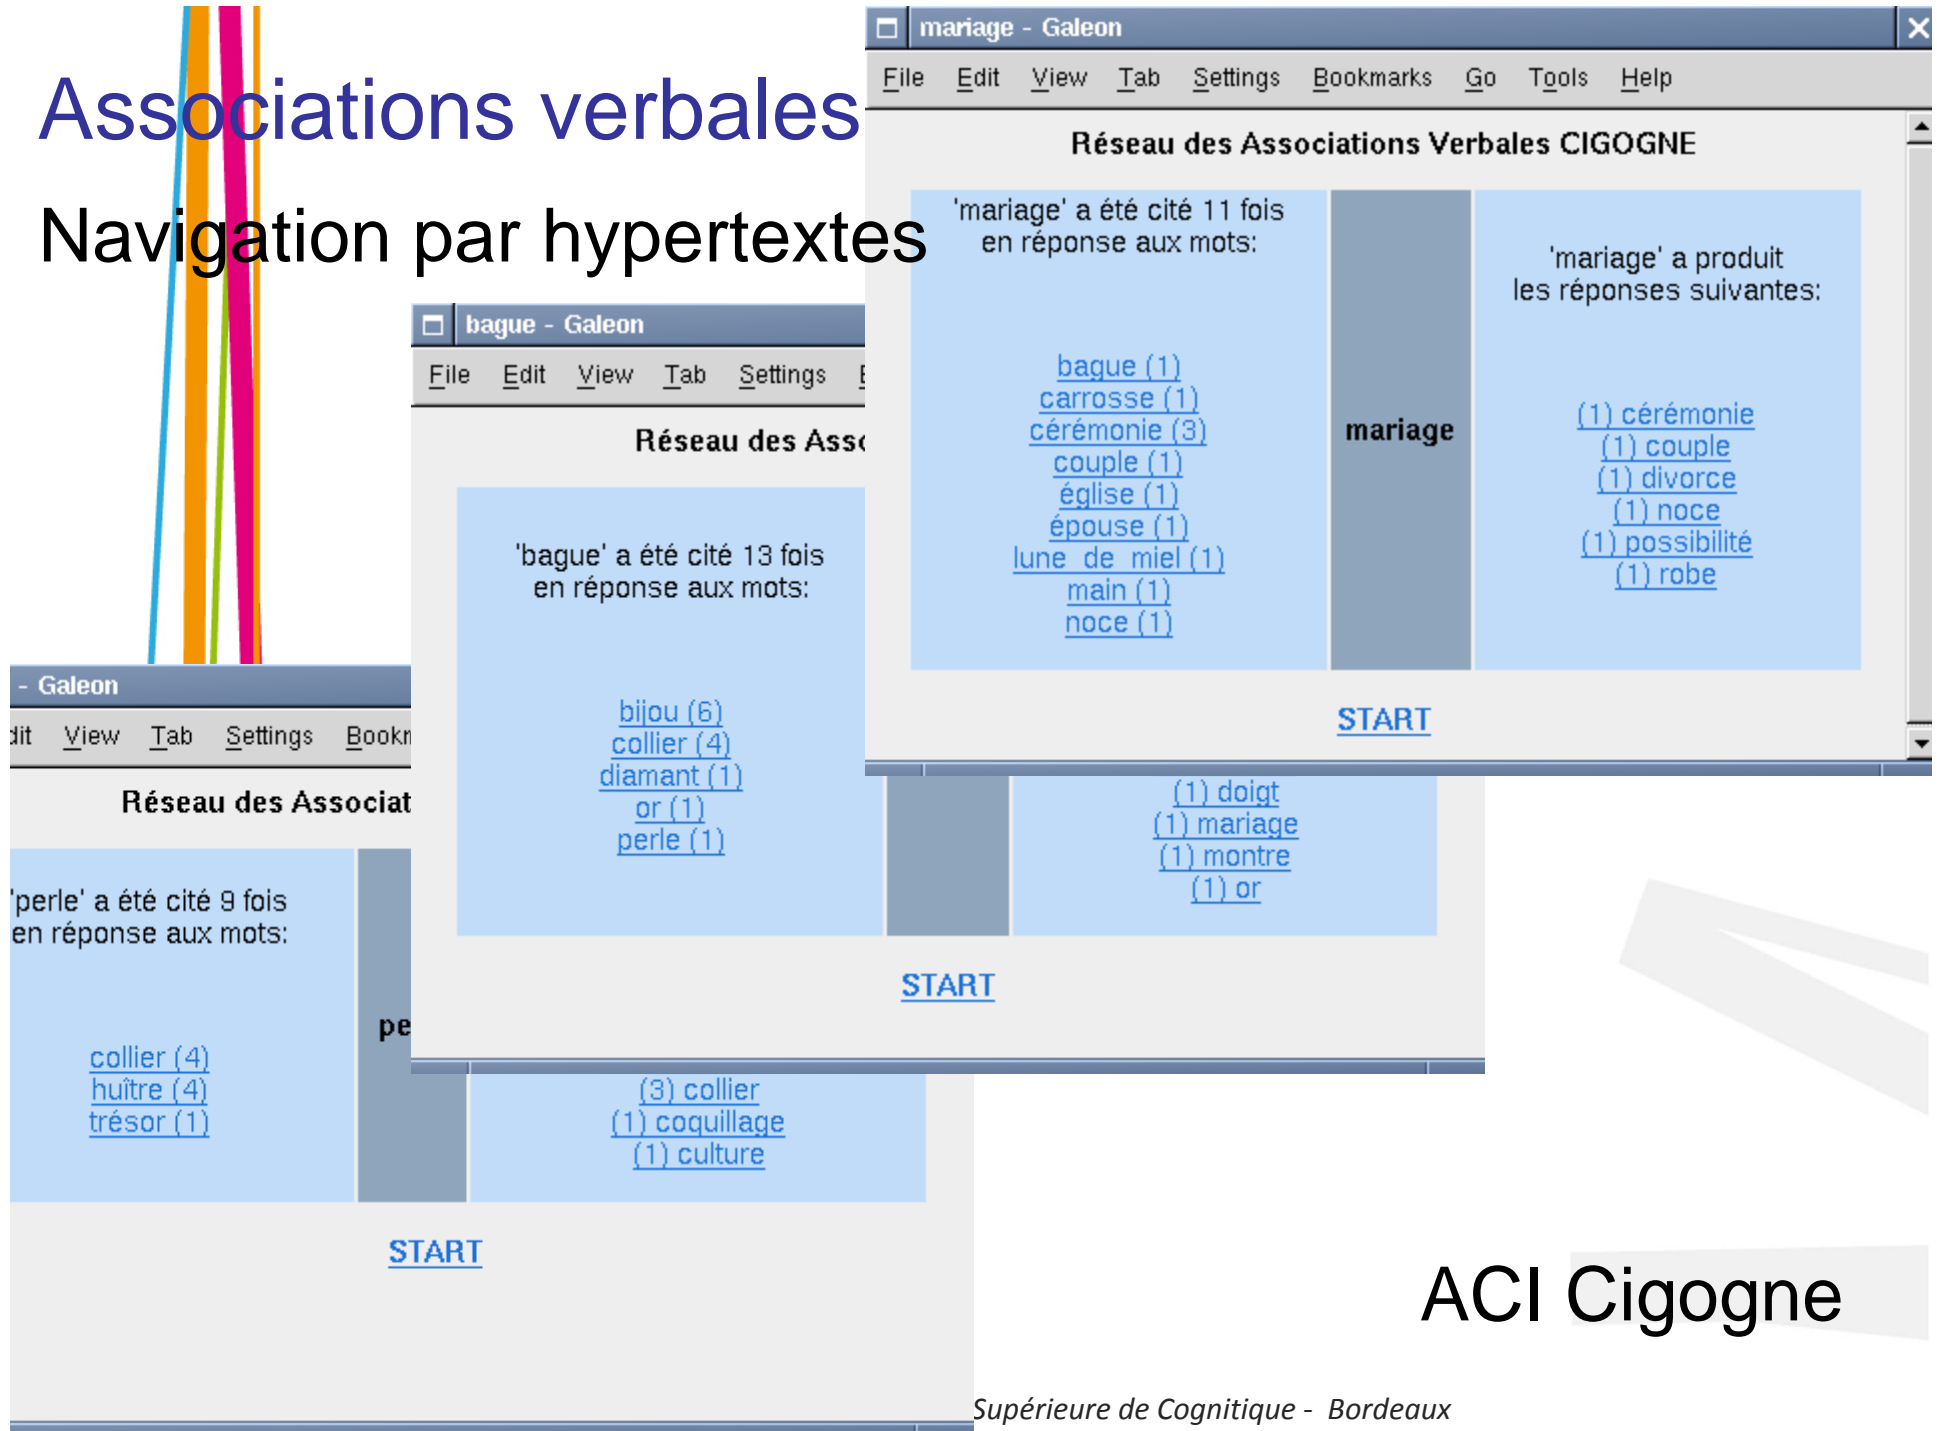 Associations verbales
Navigation par hypertextes
mariage - Galeon
File Edit View Tab Settings Bookmarks Go Tools Help
Réseau des Associations Verbales CIGOGNE
'mariage' a été cité 11 fois
en réponse aux mots:
bague (1)
carrosse (1)
cérémonie (3)
couple (1)
église (1)
épouse (1)
lune_de_miel (1)
main (1)
noce (1)
mariage
'mariage' a produit
les réponses suivantes:
(1) cérémonie
(1) couple
(1) divorce
(1) noce
(1) possibilité
(1) robe
START
bague - Galeon
File Edit View Tab Settings
Réseau des Asso
'bague' a été cité 13 fois
en réponse aux mots:
bijou (6)
collier (4)
diamant (1)
or (1)
perle (1)
(1) doigt
(1) mariage
(1) montre
(1) or
START
- Galeon
dit View Tab Settings Bookr
Réseau des Associat
'perle' a été cité 9 fois
en réponse aux mots:
collier (4)
huître (4)
trésor (1)
pe
(3) collier
(1) coquillage
(1) culture
START
ACI Cigogne
Supérieure de Cognitique - Bordeaux